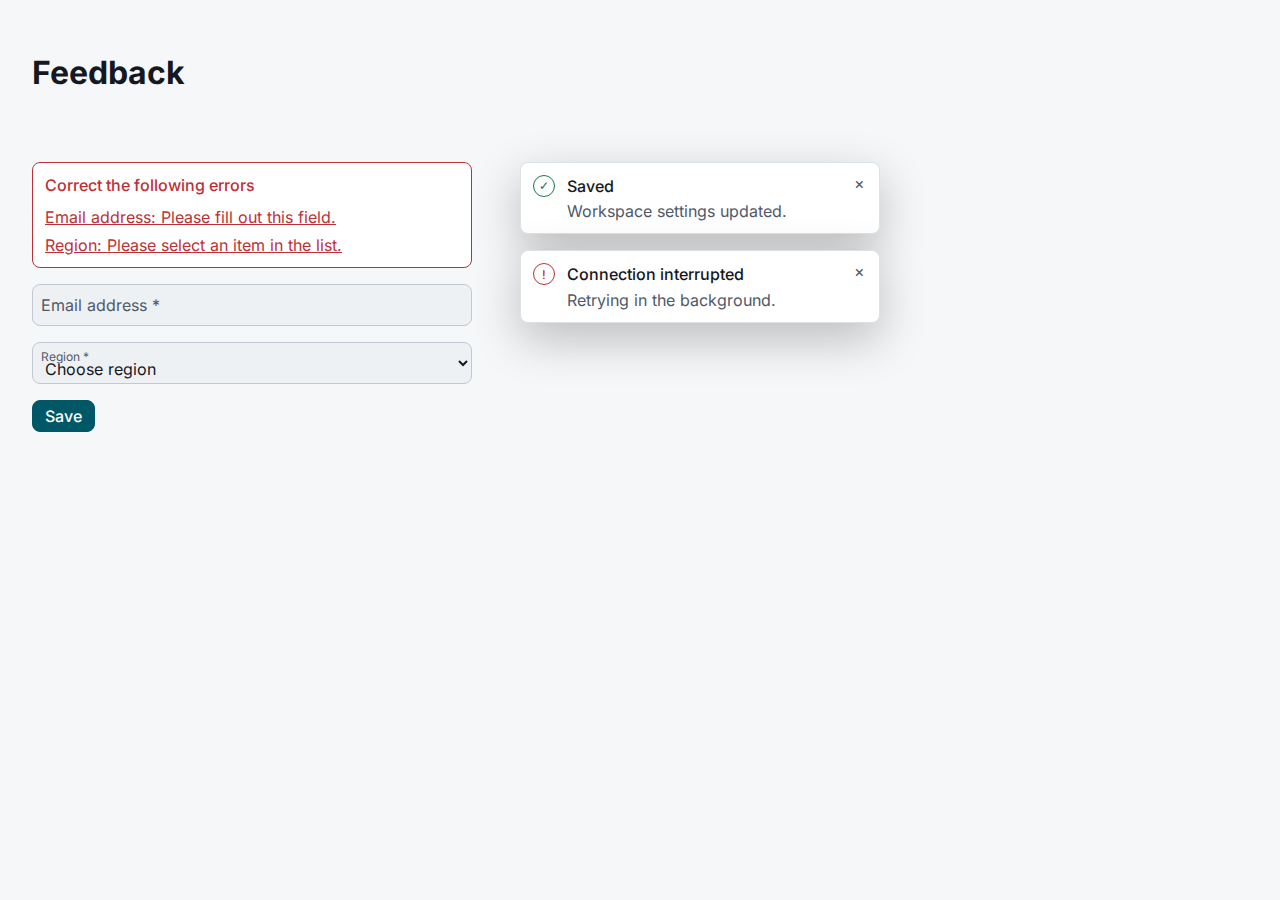 Feedback
Correct the following errors
Email address: Please fill out this field.
Region: Please select an item in the list.
Email address *
Region *
Choose region
Save
✓ Saved ×
Workspace settings updated.
! Connection interrupted ×
Retrying in the background.